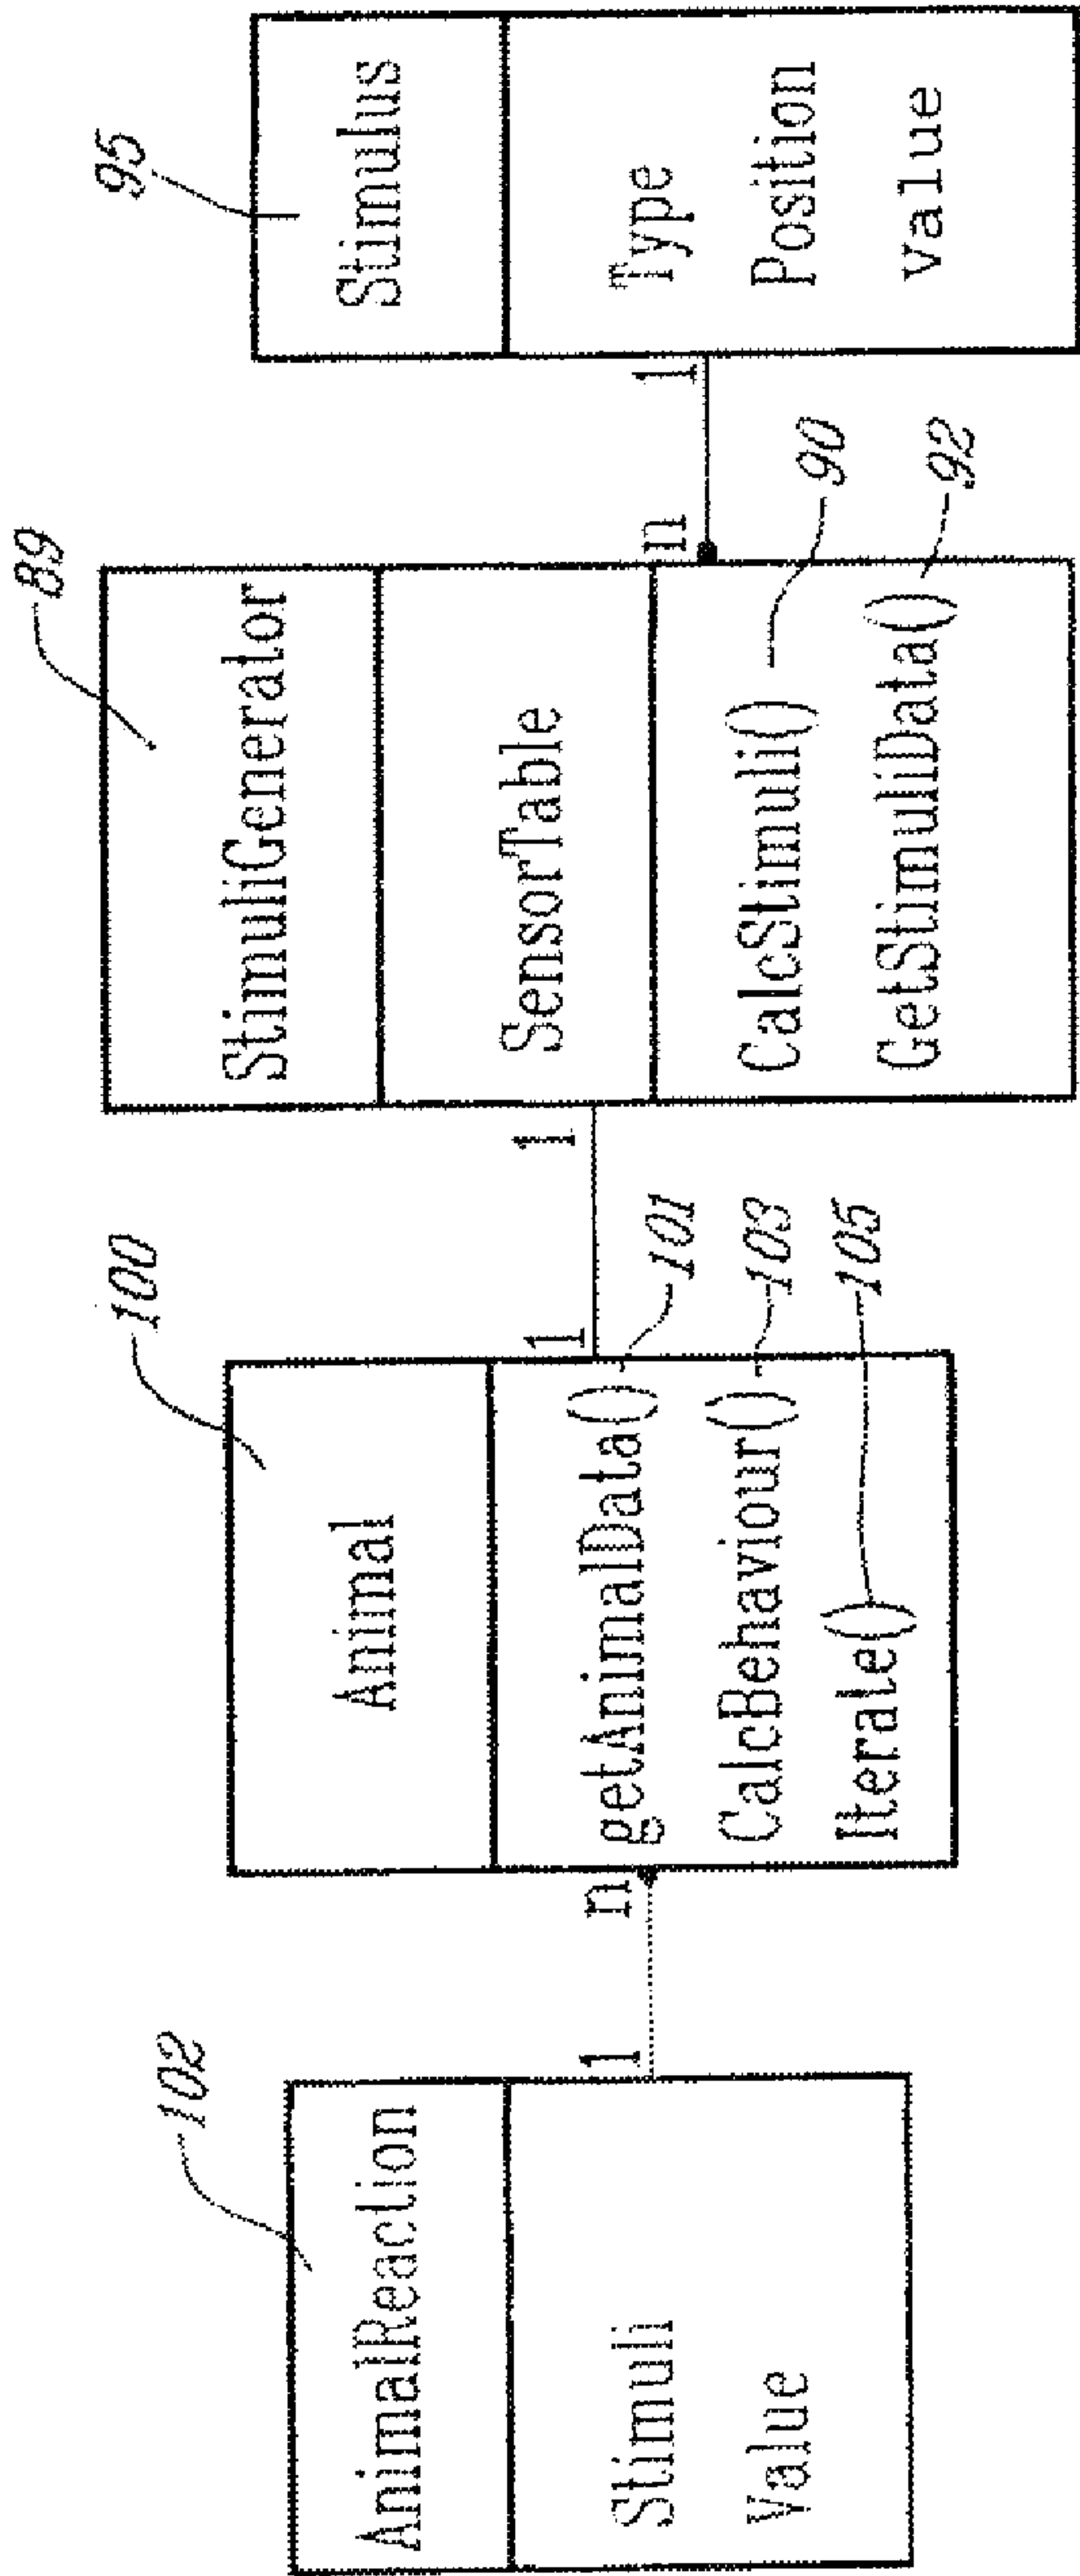 102
AnimalReaction
Stimuli
Value
1
n
100
Animal
getAnimalData()
101
CalcBehaviour()
103
Iterate()
105
1
1
89
StimuliGenerator
SensorTable
CalcStimuli()
90
GetStimuliData()
92
n
1
95
Stimulus
Type
Position
value